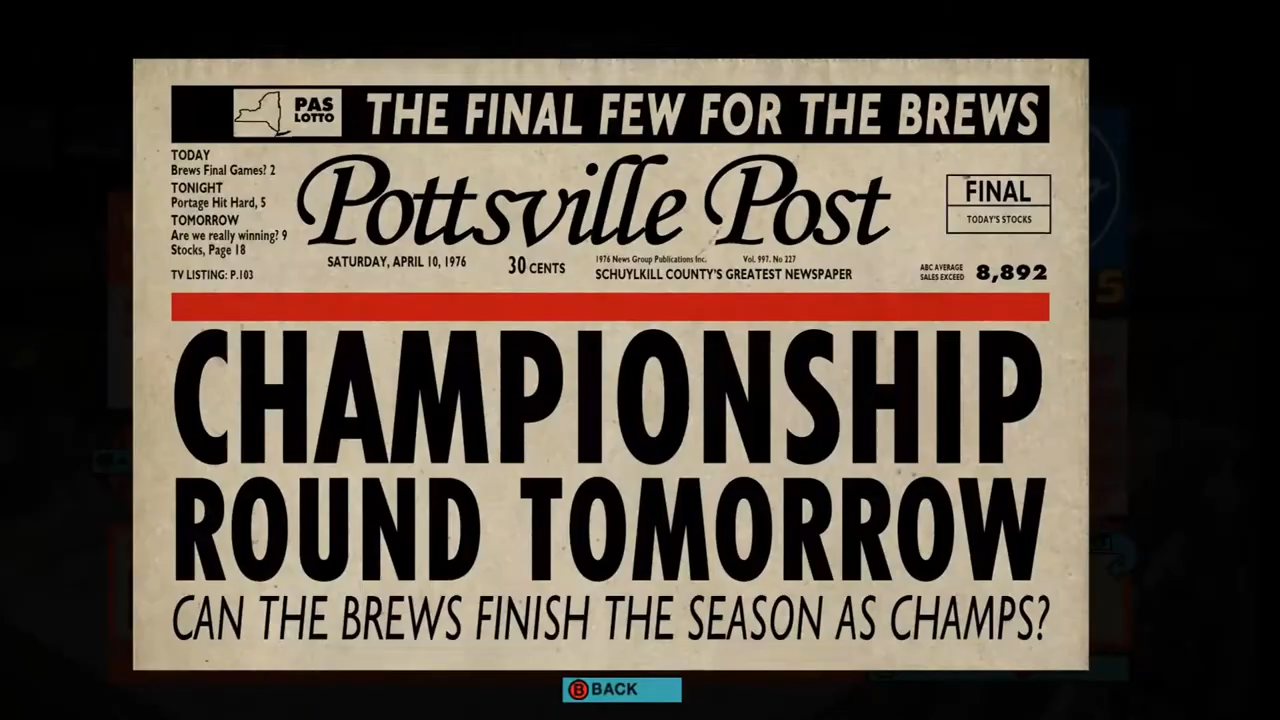 PAS
LOTTO
THE FINAL FEW FOR THE BREWS
TODAY
Brews Final Games? 2
TONIGHT
Portage Hit Hard, 5
TOMORROW
Are we really winning? 9
Stocks, Page 18
TV LISTING: P.103
Pottsville Post
FINAL
TODAY'S STOCKS
SATURDAY, APRIL 10, 1976
30 CENTS
1976 News Group Publications Inc.
Vol. 997. No 227
SCHUYLKILL COUNTY'S GREATEST NEWSPAPER
ABC AVERAGE
SALES EXCEED
8,892
CHAMPIONSHIP
ROUND TOMORROW
CAN THE BREWS FINISH THE SEASON AS CHAMPS?
B BACK